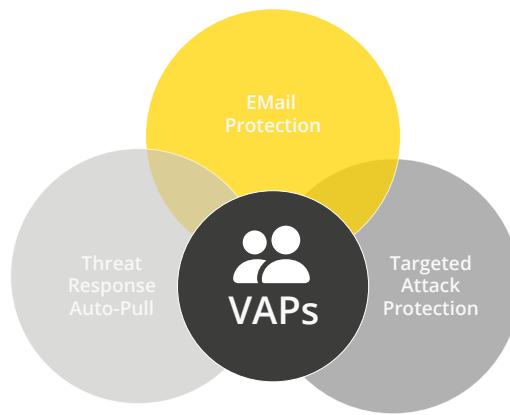 EMail
Protection
Threat
Response
Auto-Pull
Targeted
Attack
Protection
VAPs